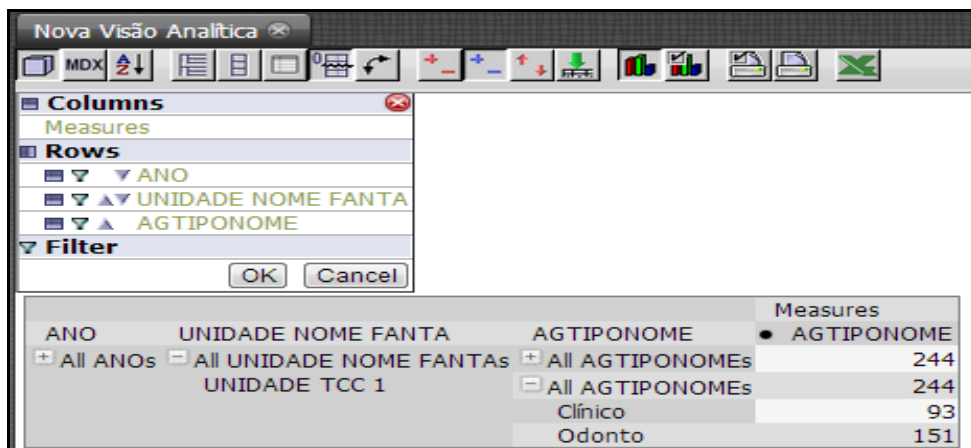 Nova Visão Analítica
MDX A Z 0
Columns
Measures
Rows
ANO
UNIDADE NOME FANTA
AGTIPONOME
Filter
OK Cancel
Measures
ANO UNIDADE NOME FANTA AGTIPONOME • AGTIPONOME
+ All ANOs − All UNIDADE NOME FANTAs + All AGTIPONOMEs 244
UNIDADE TCC 1 − All AGTIPONOMEs 244
Clínico 93
Odonto 151